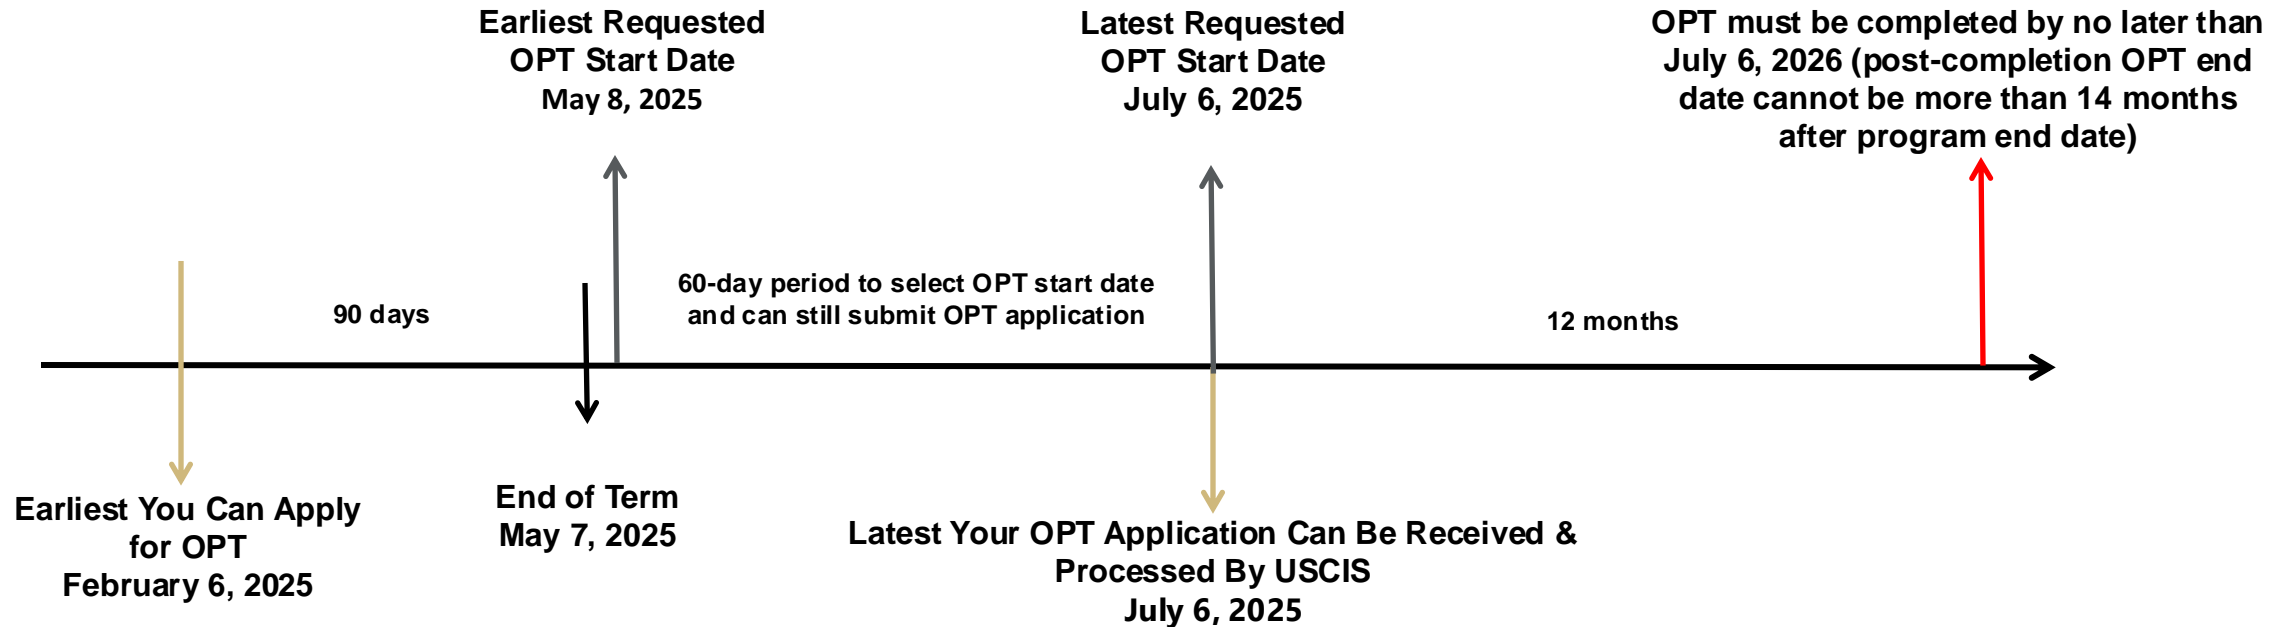 Earliest Requested
OPT Start Date
May 8, 2025
Latest Requested
OPT Start Date
July 6, 2025
OPT must be completed by no later than
July 6, 2026 (post-completion OPT end
date cannot be more than 14 months
after program end date)
90 days
60-day period to select OPT start date
and can still submit OPT application
12 months
Earliest You Can Apply
for OPT
February 6, 2025
End of Term
May 7, 2025
Latest Your OPT Application Can Be Received &
Processed By USCIS
July 6, 2025